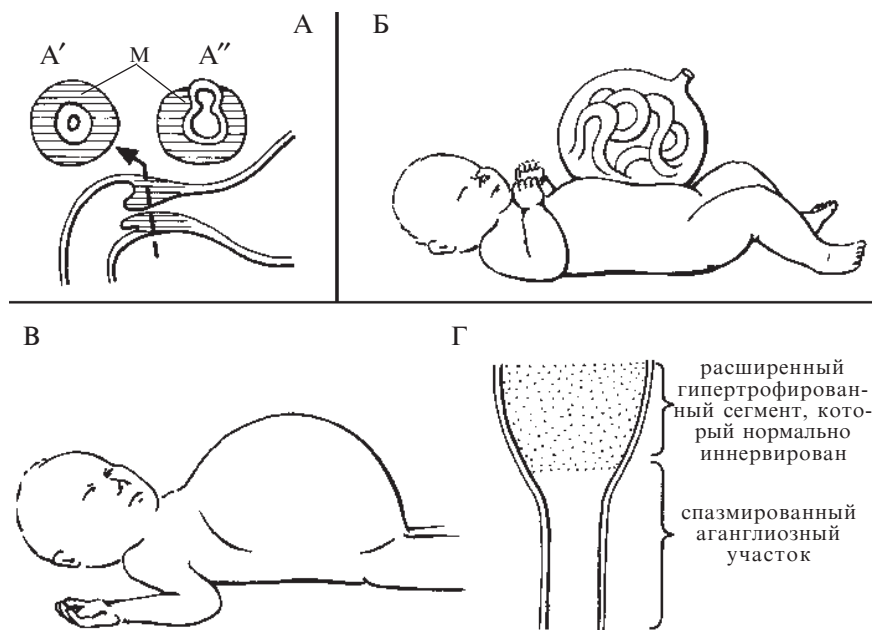 А
А′ М А″
Б
В
Г
расширенный
гипертрофирован-
ный сегмент, кото-
рый нормально
иннервирован
спазмированный
аганглиозный
участок